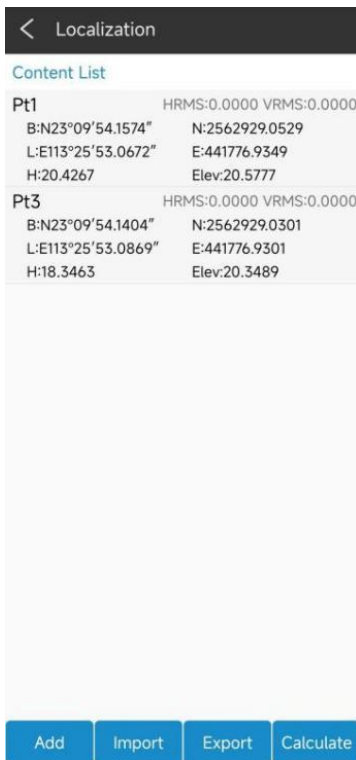 Localization
Content List
Pt1 HRMS:0.0000 VRMS:0.0000
B:N23°09′54.1574″ N:2562929.0529
L:E113°25′53.0672″ E:441776.9349
H:20.4267 Elev:20.5777
Pt3 HRMS:0.0000 VRMS:0.0000
B:N23°09′54.1404″ N:2562929.0301
L:E113°25′53.0869″ E:441776.9301
H:18.3463 Elev:20.3489
Add Import Export Calculate